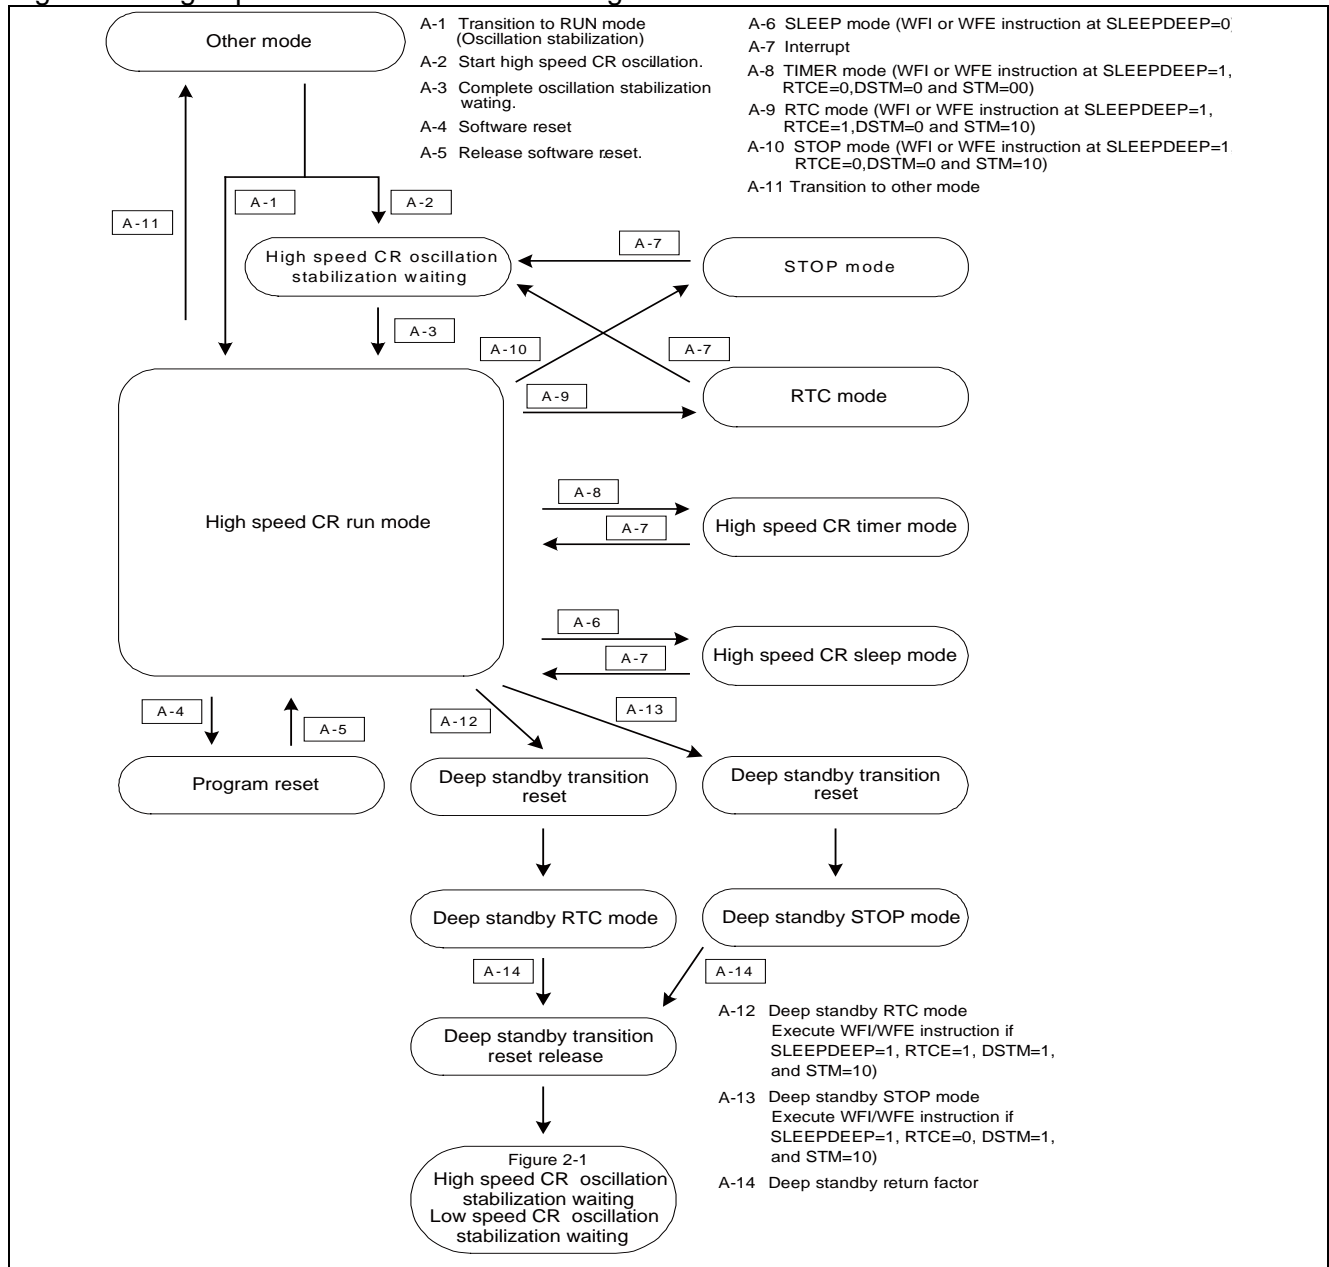 Other mode
A-1 Transition to RUN mode
(Oscillation stabilization)
A-2 Start high speed CR oscillation.
A-3 Complete oscillation stabilization
wating.
A-4 Software reset
A-5 Release software reset.
A-6 SLEEP mode (WFI or WFE instruction at SLEEPDEEP=0)
A-7 Interrupt
A-8 TIMER mode (WFI or WFE instruction at SLEEPDEEP=1,
RTCE=0,DSTM=0 and STM=00)
A-9 RTC mode (WFI or WFE instruction at SLEEPDEEP=1,
RTCE=1,DSTM=0 and STM=10)
A-10 STOP mode (WFI or WFE instruction at SLEEPDEEP=1
RTCE=0,DSTM=0 and STM=10)
A-11 Transition to other mode
A-11
A-1
A-2
High speed CR oscillation
stabilization waiting
A-7
STOP mode
A-3
A-10
A-7
A-9
RTC mode
High speed CR run mode
A-8
A-7
High speed CR timer mode
A-6
A-7
High speed CR sleep mode
A-4
A-5
A-12
A-13
Program reset
Deep standby transition
reset
Deep standby transition
reset
Deep standby RTC mode
Deep standby STOP mode
A-14
A-14
Deep standby transition
reset release
A-12 Deep standby RTC mode
Execute WFI/WFE instruction if
SLEEPDEEP=1, RTCE=1, DSTM=1,
and STM=10)
A-13 Deep standby STOP mode
Execute WFI/WFE instruction if
SLEEPDEEP=1, RTCE=0, DSTM=1,
and STM=10)
A-14 Deep standby return factor
Figure 2-1
High speed CR oscillation
stabilization waiting
Low speed CR oscillation
stabilization waiting